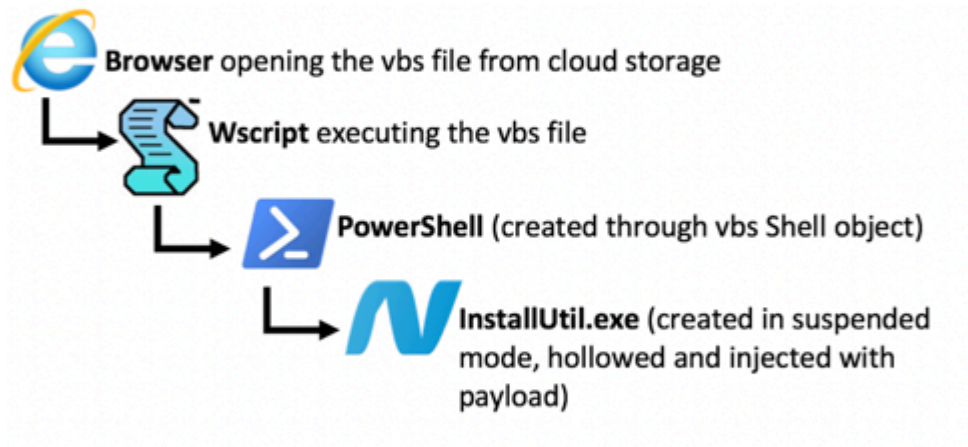 Browser opening the vbs file from cloud storage
Wscript executing the vbs file
PowerShell (created through vbs Shell object)
InstallUtil.exe (created in suspended
mode, hollowed and injected with
payload)